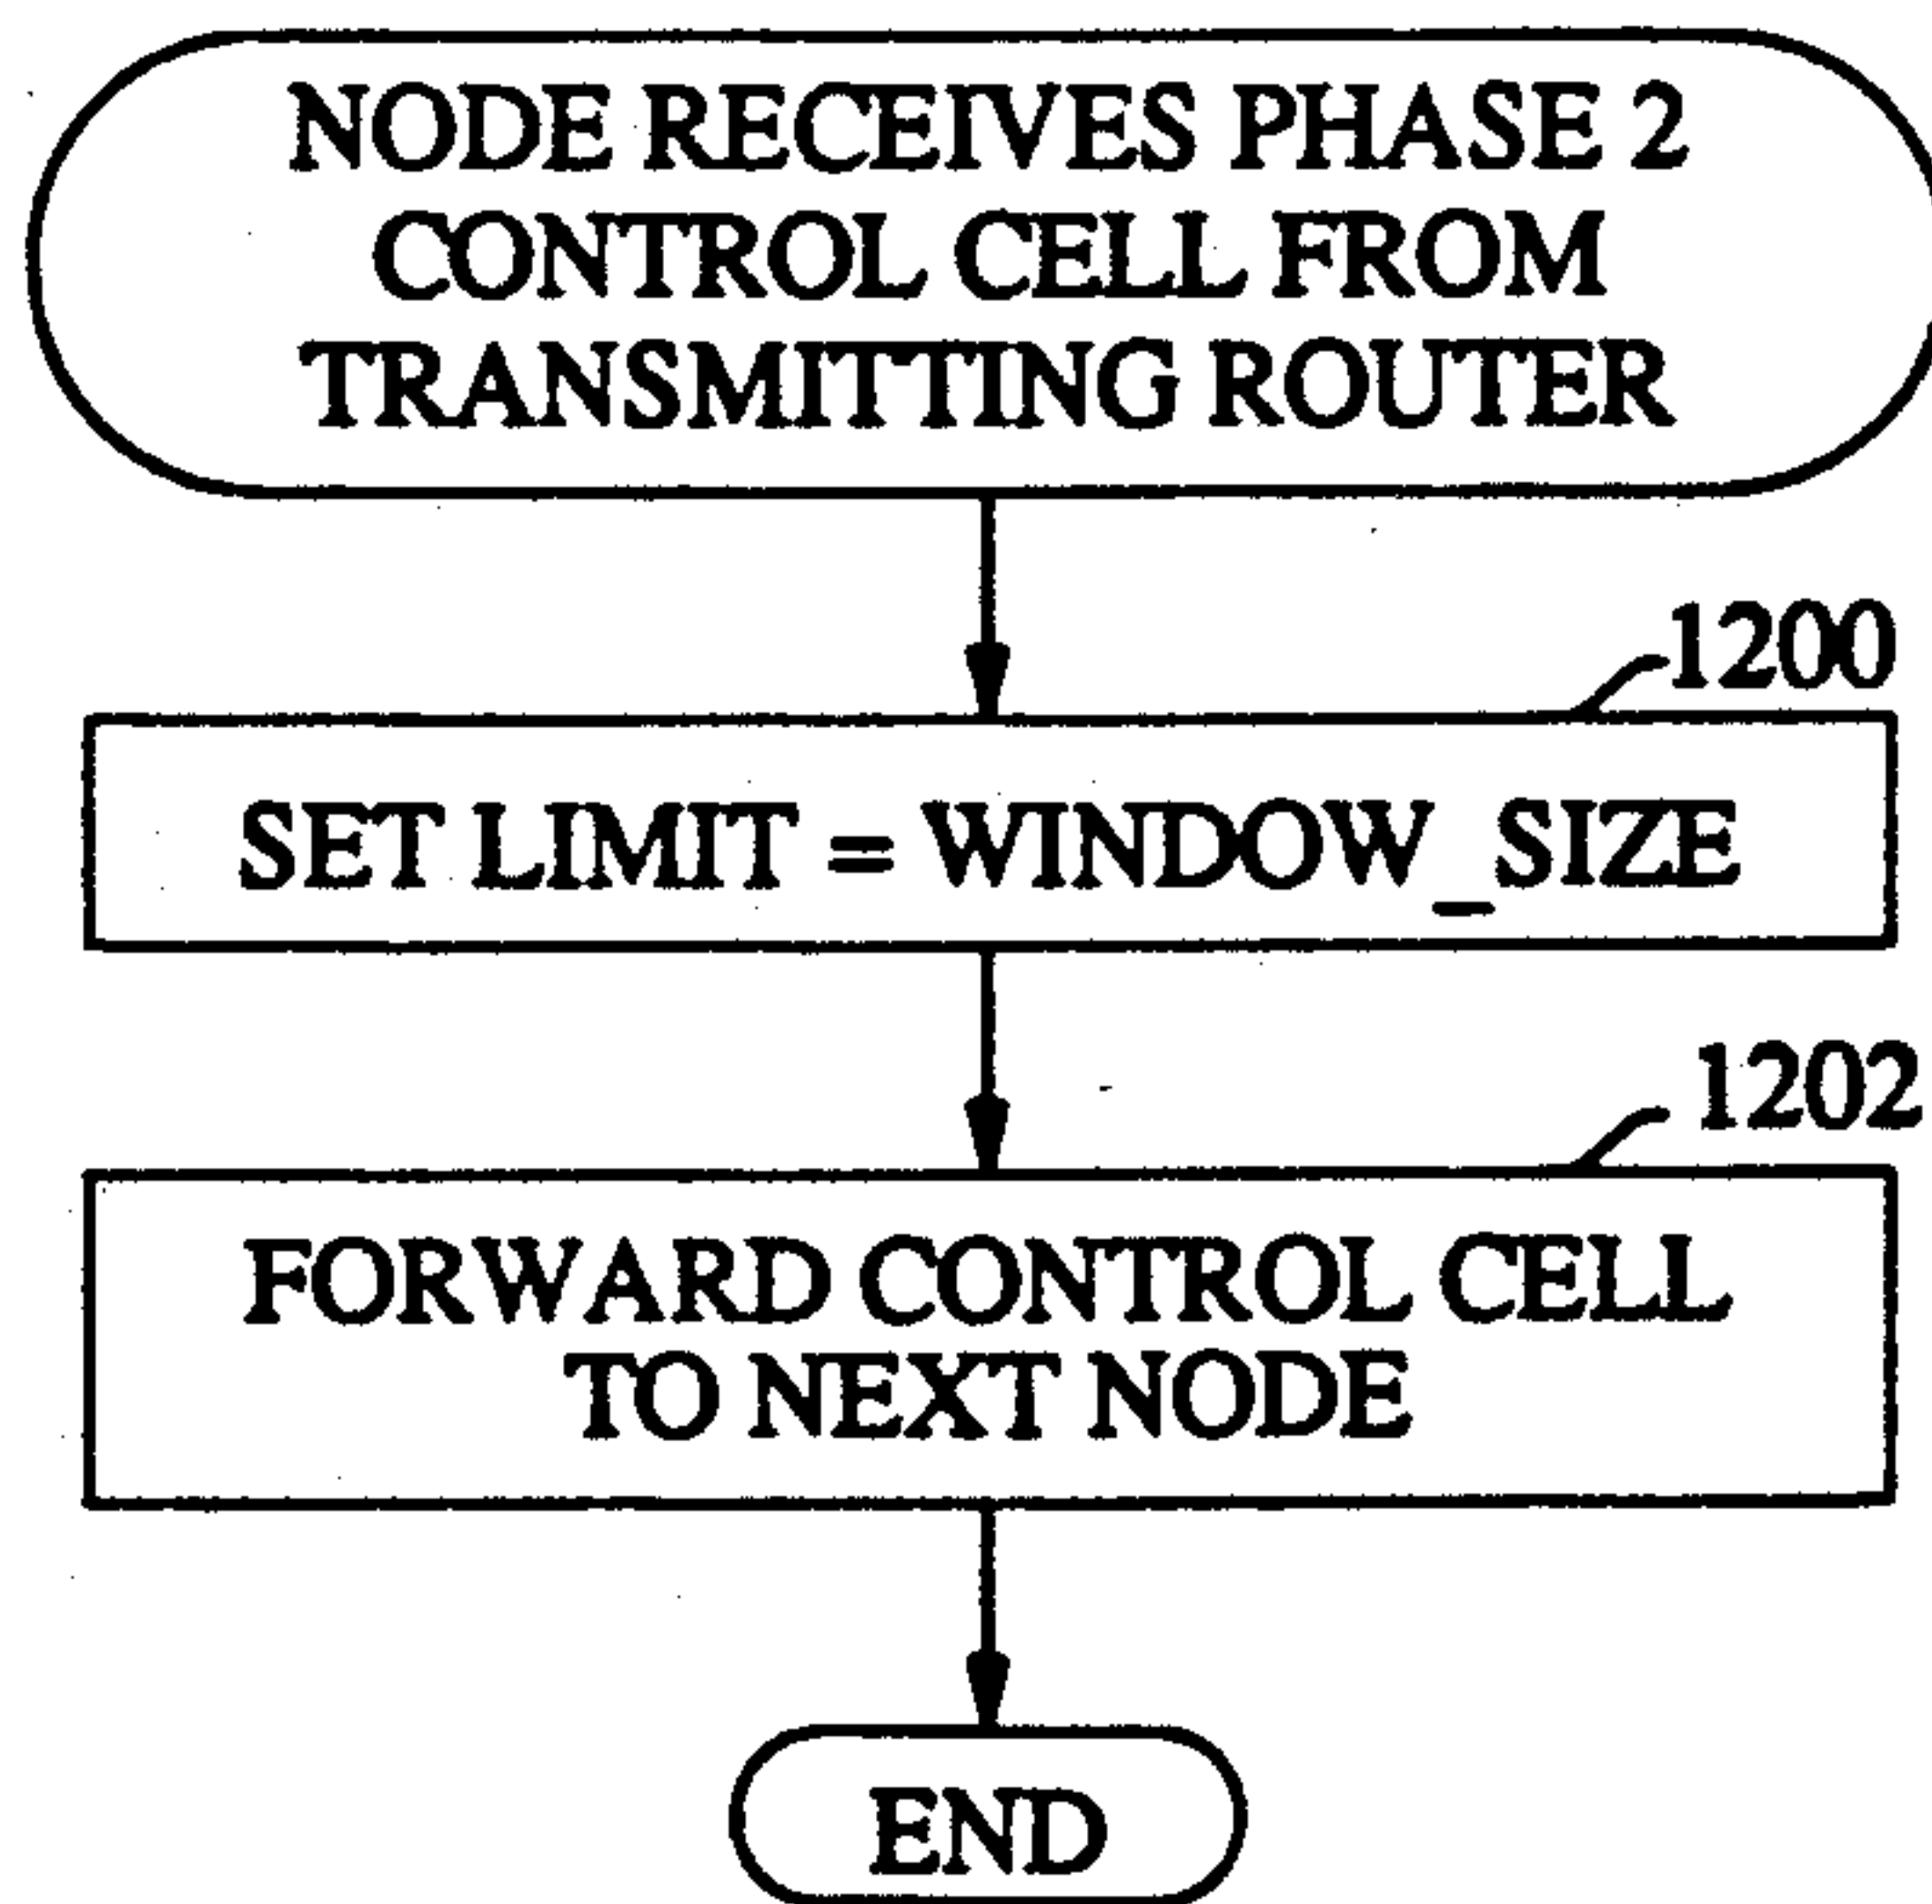 NODE RECEIVES PHASE 2
CONTROL CELL FROM
TRANSMITTING ROUTER
1200
SET LIMIT = WINDOW_SIZE
1202
FORWARD CONTROL CELL
TO NEXT NODE
END